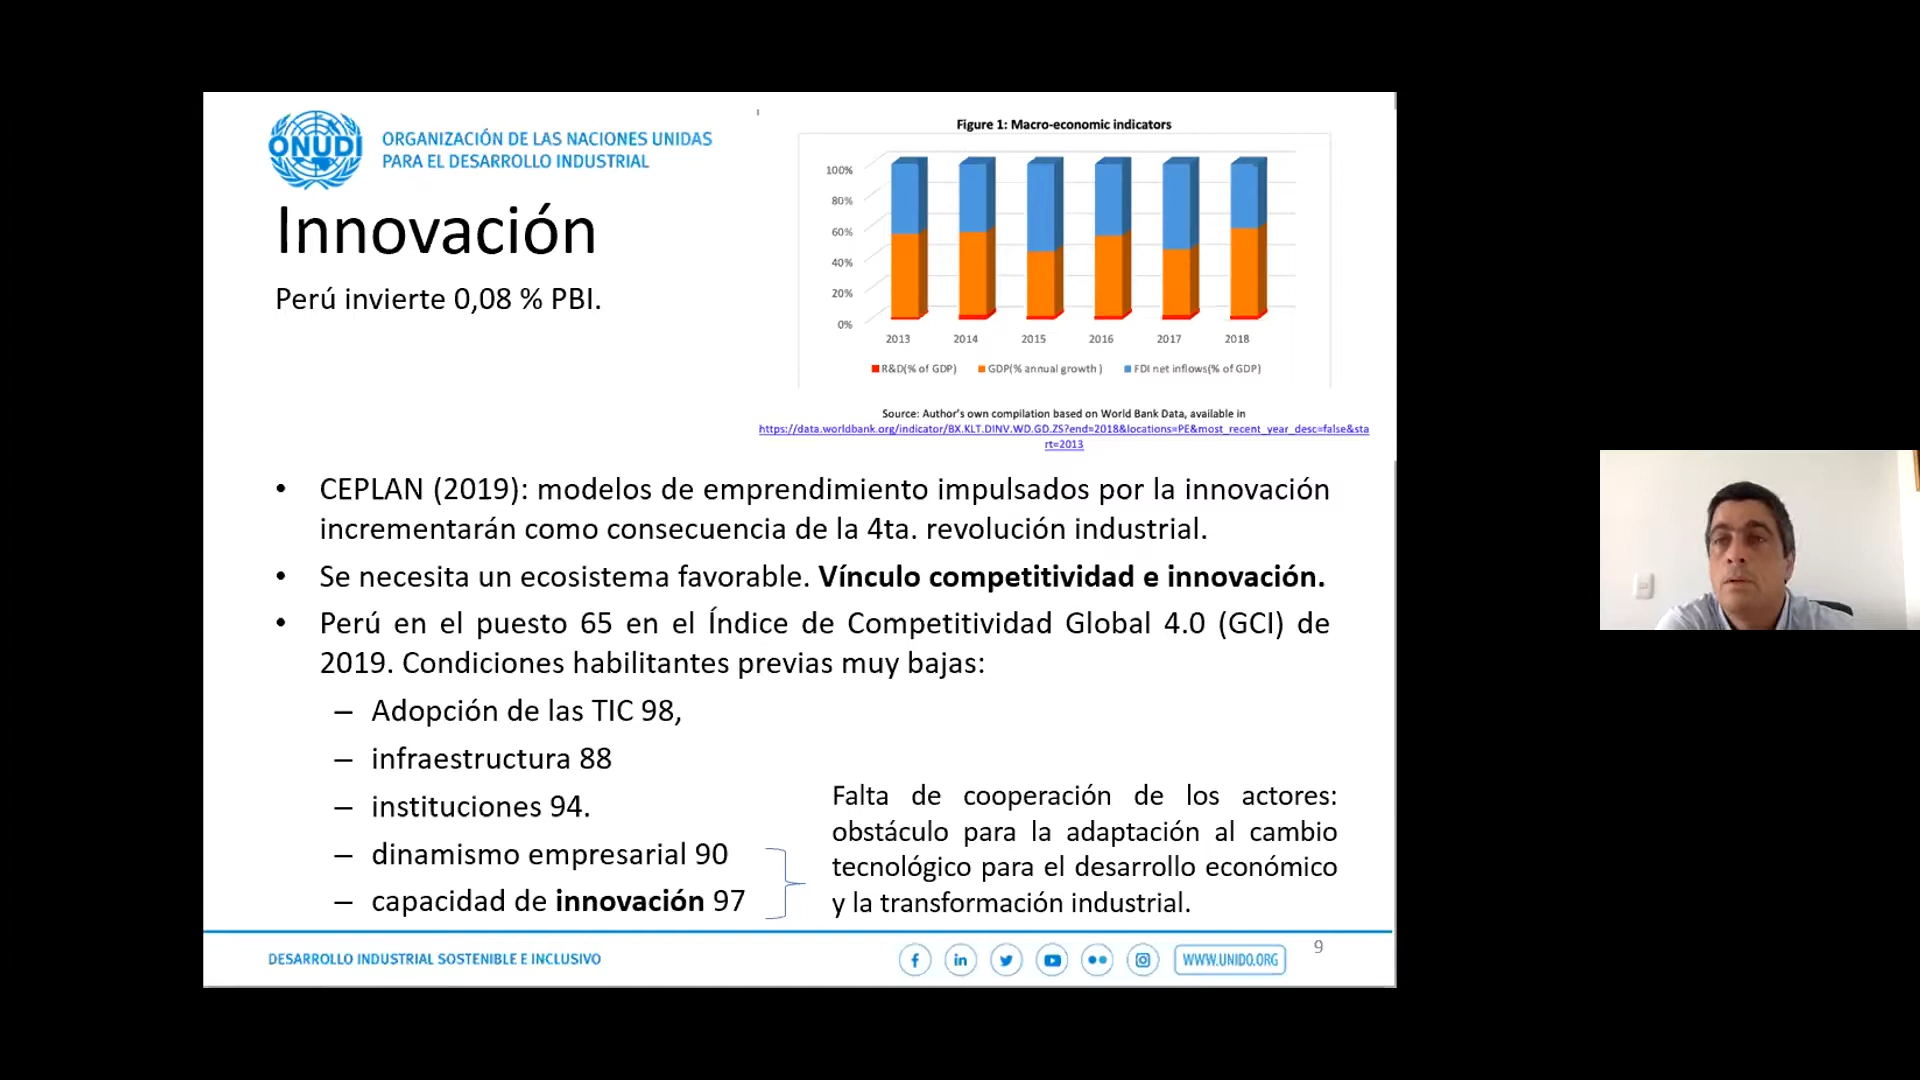 ONUDI
ORGANIZACIÓN DE LAS NACIONES UNIDAS
PARA EL DESARROLLO INDUSTRIAL
Innovación
Perú invierte 0,08 % PBI.
Figure 1: Macro-economic indicators
100%
80%
60%
40%
20%
0%
2013 2014 2015 2016 2017 2018
R&D(% of GDP) GDP(% annual growth ) FDI net inflows(% of GDP)
Source: Author's own compilation based on World Bank Data, available in
https://data.worldbank.org/indicator/BX.KLT.DINV.WD.GD.ZS?end=2018&locations=PE&most_recent_year_desc=false&sta
rt=2013
• CEPLAN (2019): modelos de emprendimiento impulsados por la innovación
incrementarán como consecuencia de la 4ta. revolución industrial.
• Se necesita un ecosistema favorable. Vínculo competitividad e innovación.
• Perú en el puesto 65 en el Índice de Competitividad Global 4.0 (GCI) de
2019. Condiciones habilitantes previas muy bajas:
– Adopción de las TIC 98,
– infraestructura 88
– instituciones 94.
– dinamismo empresarial 90
– capacidad de innovación 97
Falta de cooperación de los actores:
obstáculo para la adaptación al cambio
tecnológico para el desarrollo económico
y la transformación industrial.
DESARROLLO INDUSTRIAL SOSTENIBLE E INCLUSIVO
WWW.UNIDO.ORG
9